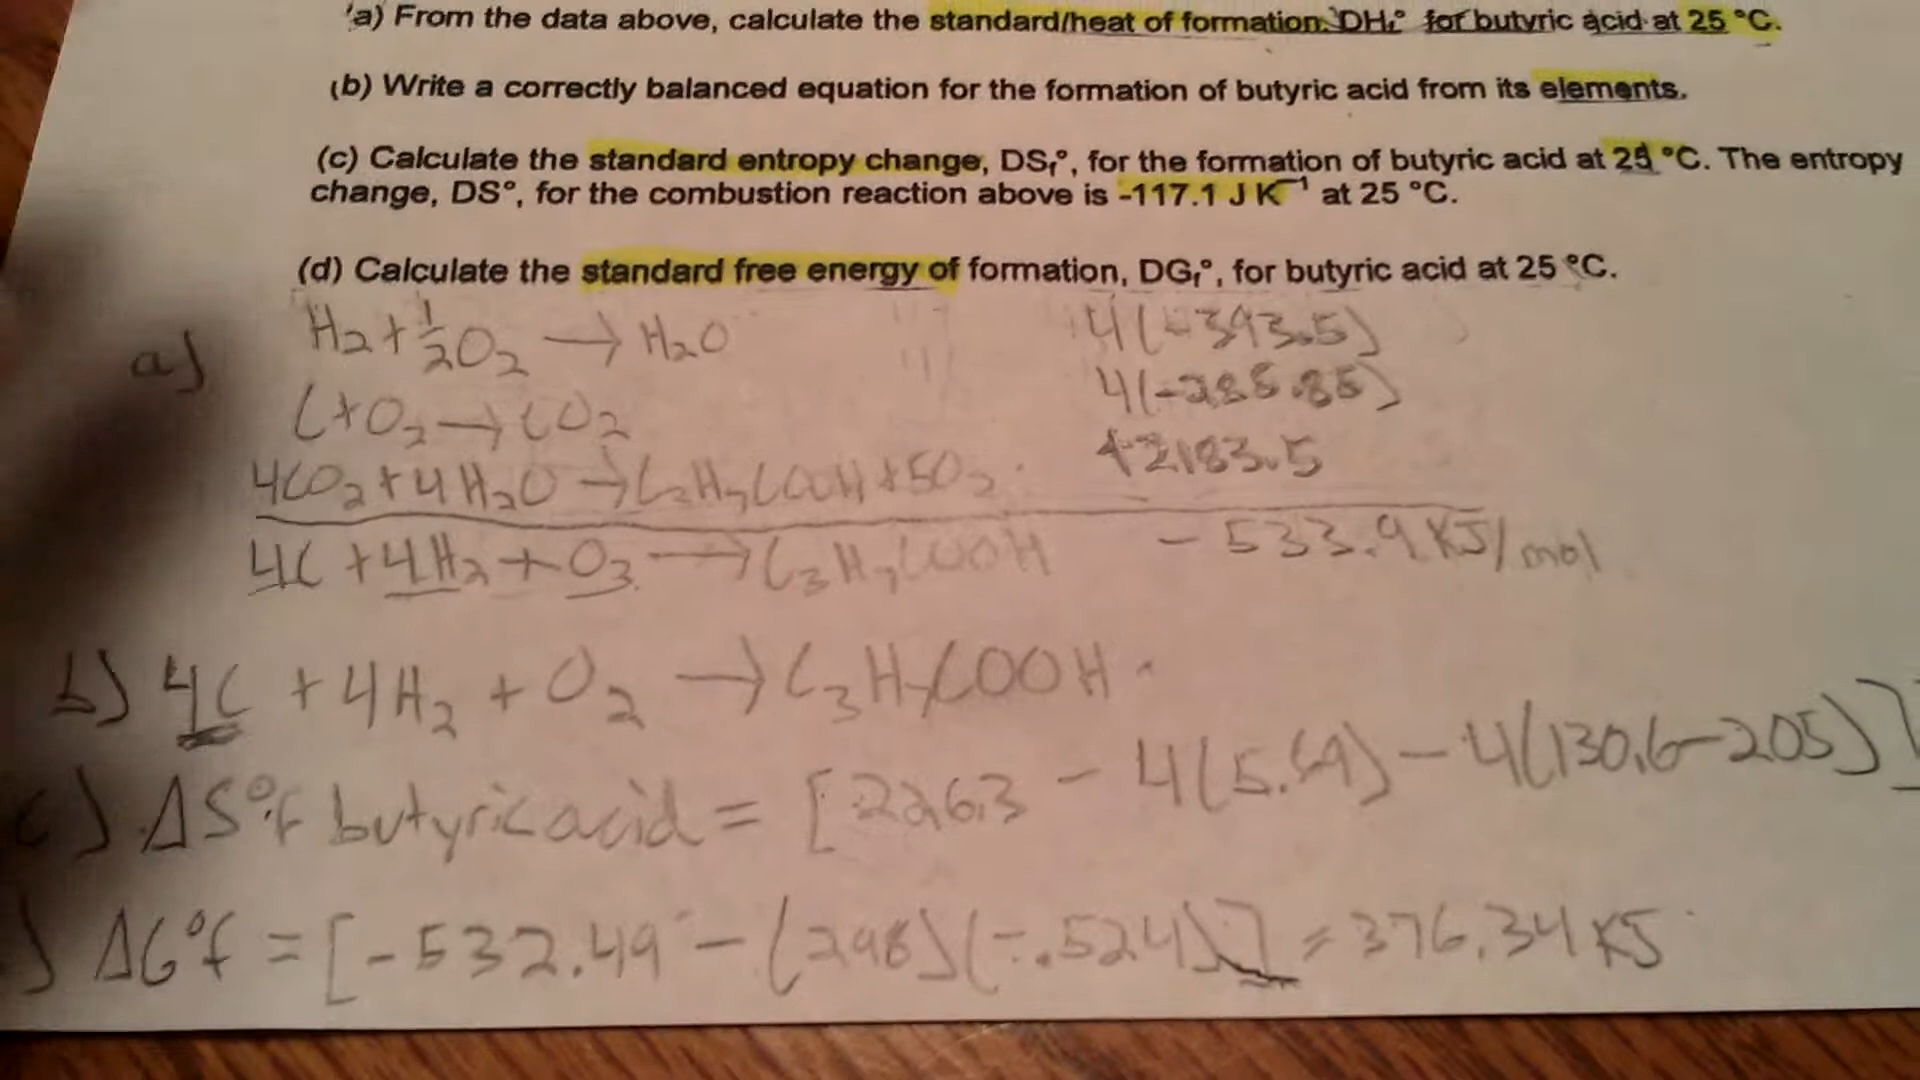 (a) From the data above, calculate the standard/heat of formation, DHf° for butyric acid at 25 °C.
(b) Write a correctly balanced equation for the formation of butyric acid from its elements.
(c) Calculate the standard entropy change, DSf°, for the formation of butyric acid at 25 °C. The entropy
change, DS°, for the combustion reaction above is -117.1 J K⁻¹ at 25 °C.
(d) Calculate the standard free energy of formation, DGf°, for butyric acid at 25 °C.
a) H₂ + ½O₂ → H₂O 4(-393.5)
C + O₂ → CO₂ 4(-285.85)
4CO₂ + 4H₂O → C₃H₇COOH + 5O₂ +2183.5
4C + 4H₂ + O₃ → C₃H₇COOH -533.9 KJ/mol
b) 4C + 4H₂ + O₂ → C₃H₇COOH
c) ΔS°f butyric acid = [226.3 - 4(5.69) - 4(130.6-205)]
) ΔG°f = [-532.49 - (298)(-.524)] = 376.34 KJ